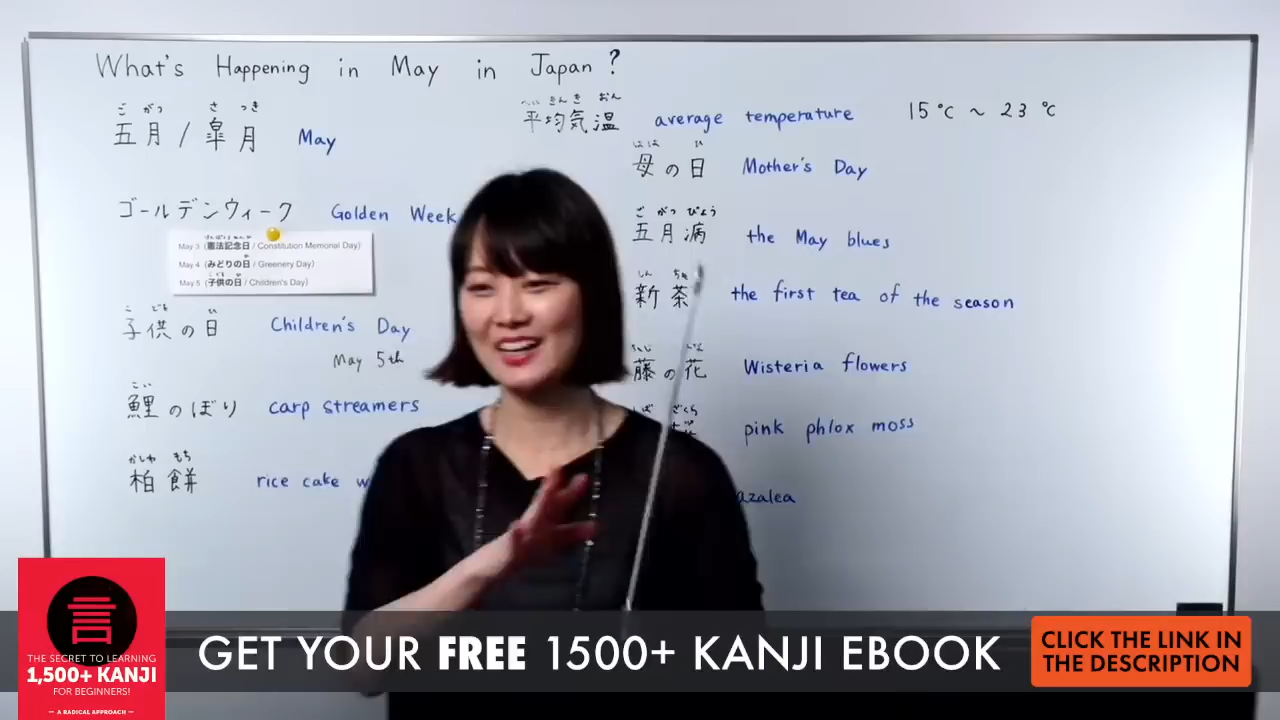 What's Happening in May in Japan?
ご がつ さ つき
五月 / 皐月 May
ゴールデンウィーク Golden Week
May 3 (憲法記念日 / Constitution Memorial Day)
May 4 (みどりの日 / Greenery Day)
May 5 (子供の日 / Children's Day)
こ ども ひ
子供の日 Children's Day
May 5th
こい
鯉のぼり carp streamers
かしわ もち
柏餅 rice cake
へい きん き おん
平均気温 average temperature 15℃ ~ 23℃
はは ひ
母の日 Mother's Day
ご がつ びょう
五月病 the May blues
しん ちゃ
新茶 the first tea of the season
藤の花 Wisteria flowers
ざくら
pink phlox moss
azalea
言
THE SECRET TO LEARNING
1,500+ KANJI
FOR BEGINNERS!
— A RADICAL APPROACH —
GET YOUR FREE 1500+ KANJI EBOOK
CLICK THE LINK IN
THE DESCRIPTION